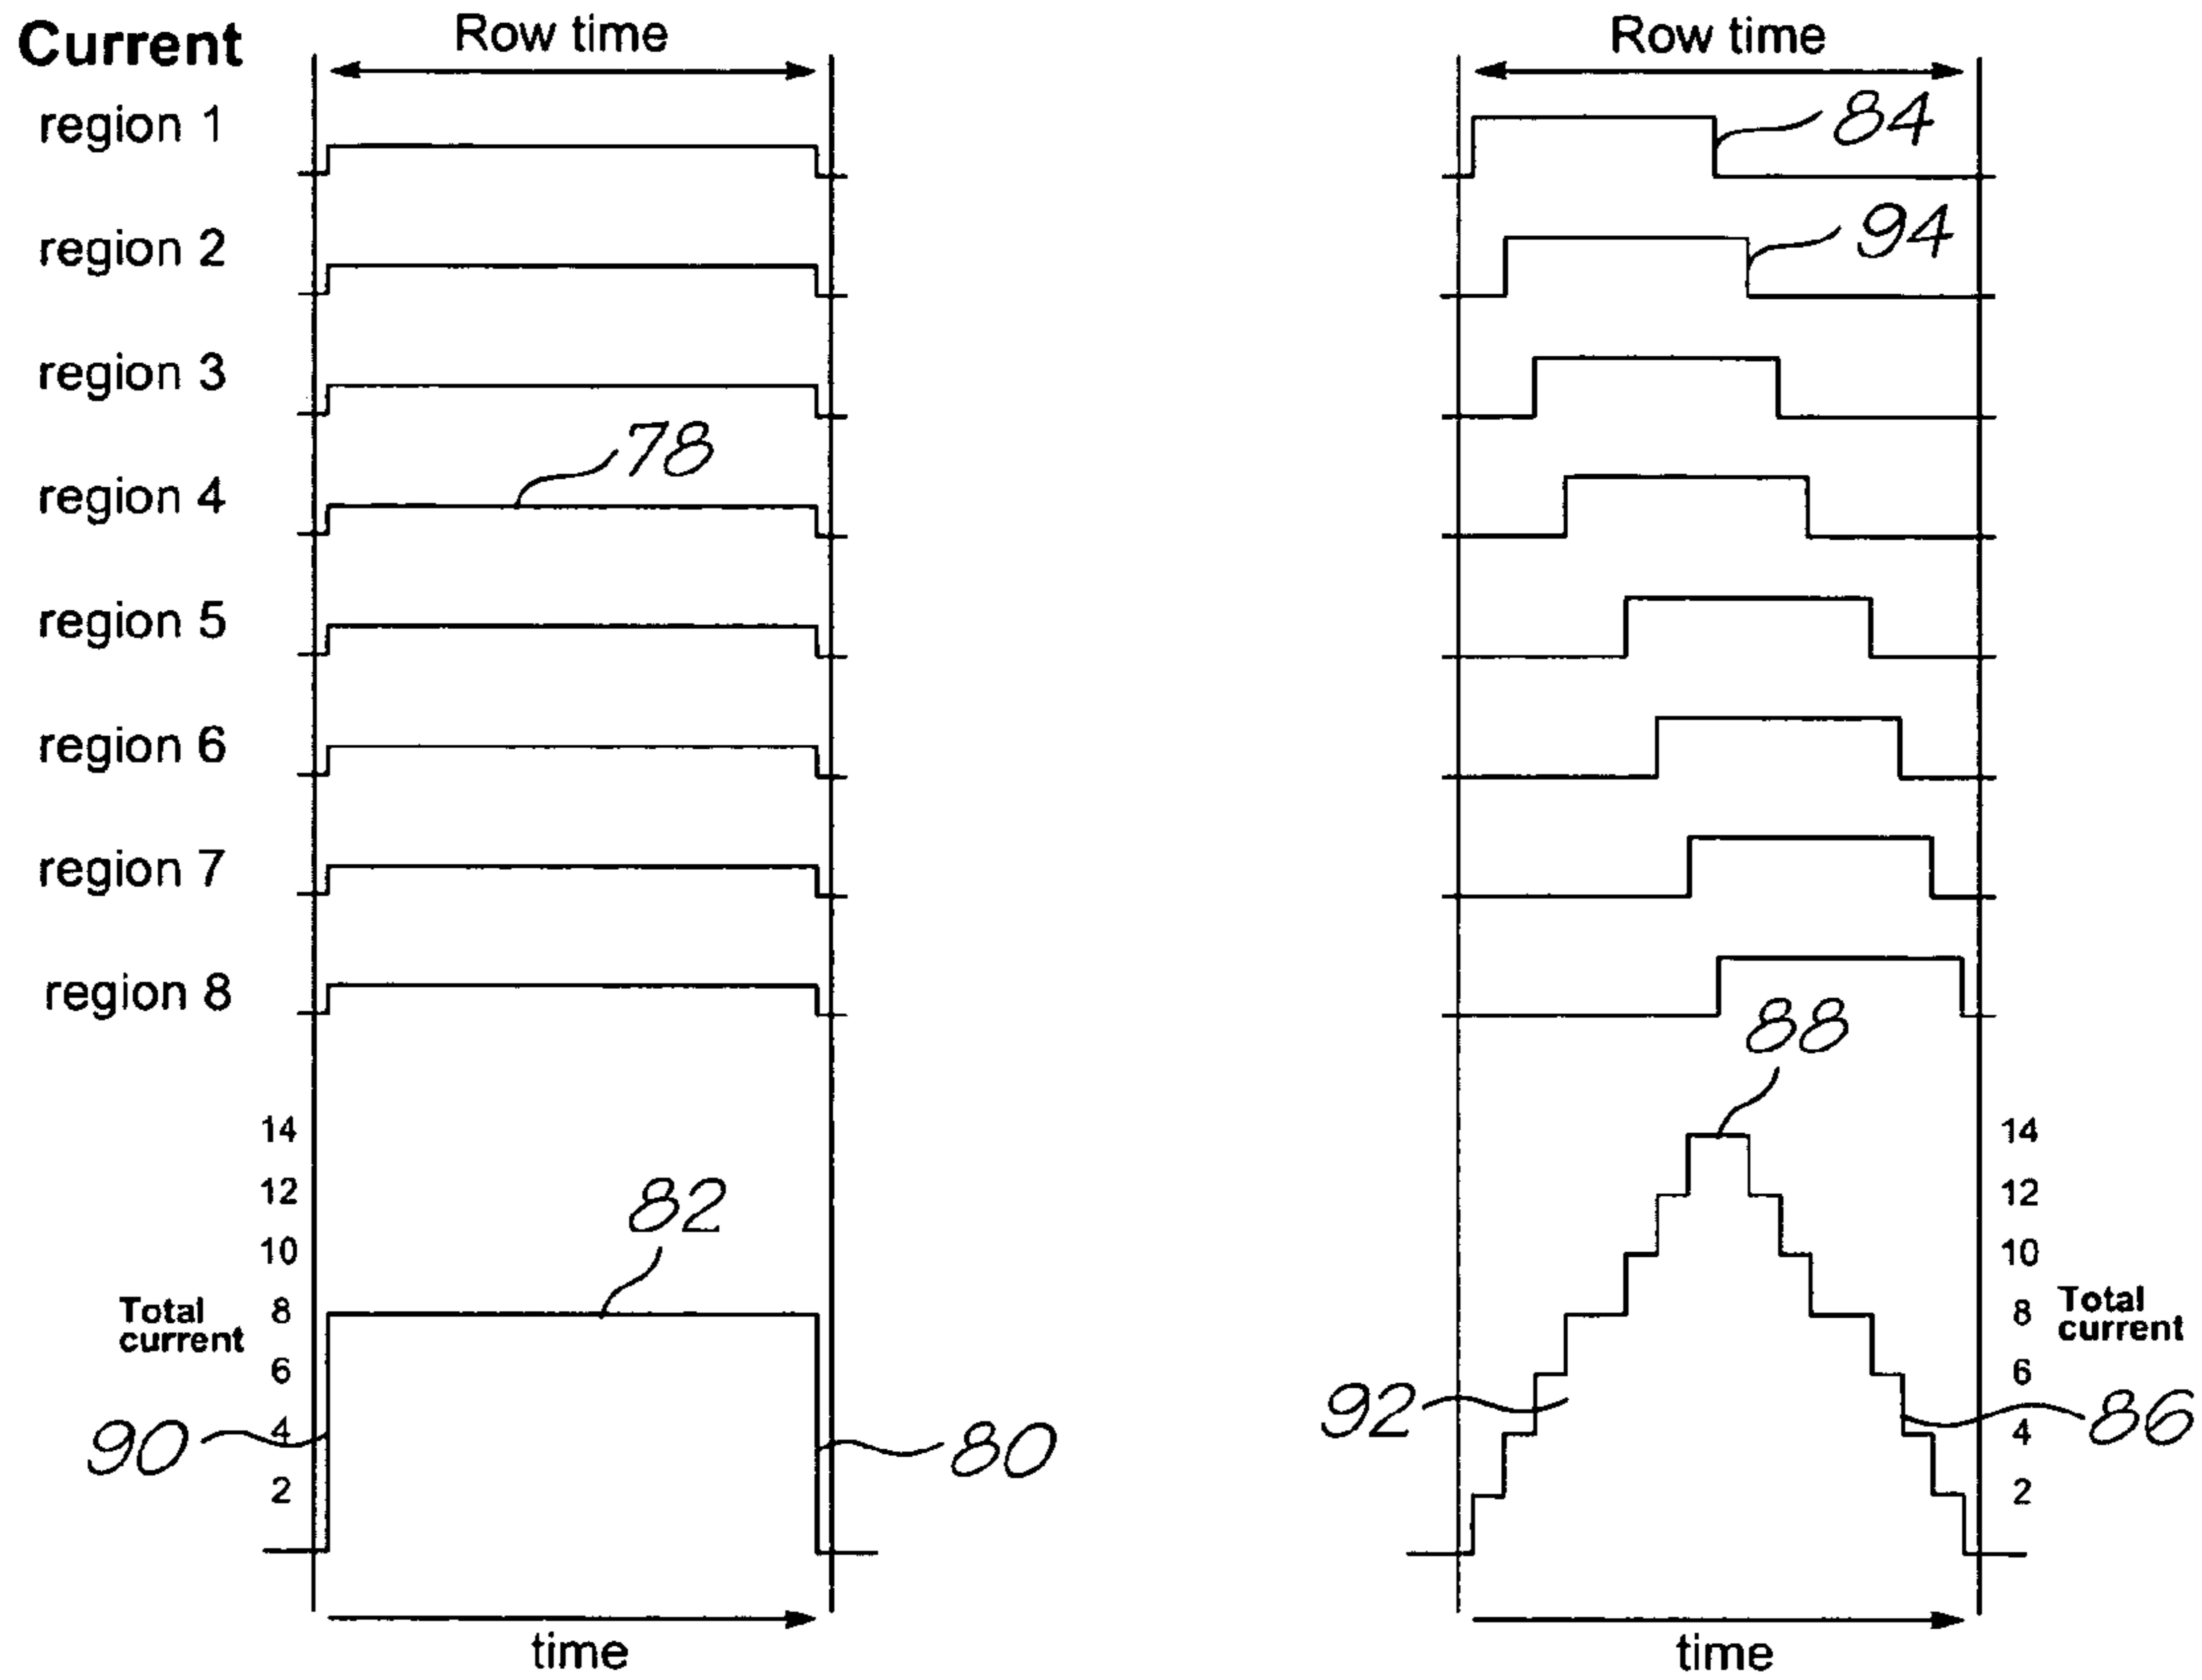 Current
Row time
Row time
region 1
84
region 2
94
region 3
region 4
78
region 5
region 6
region 7
region 8
88
14
14
12
12
82
10
10
Total
current
8
8
Total
current
6
6
92
86
90
4
4
80
2
2
time
time